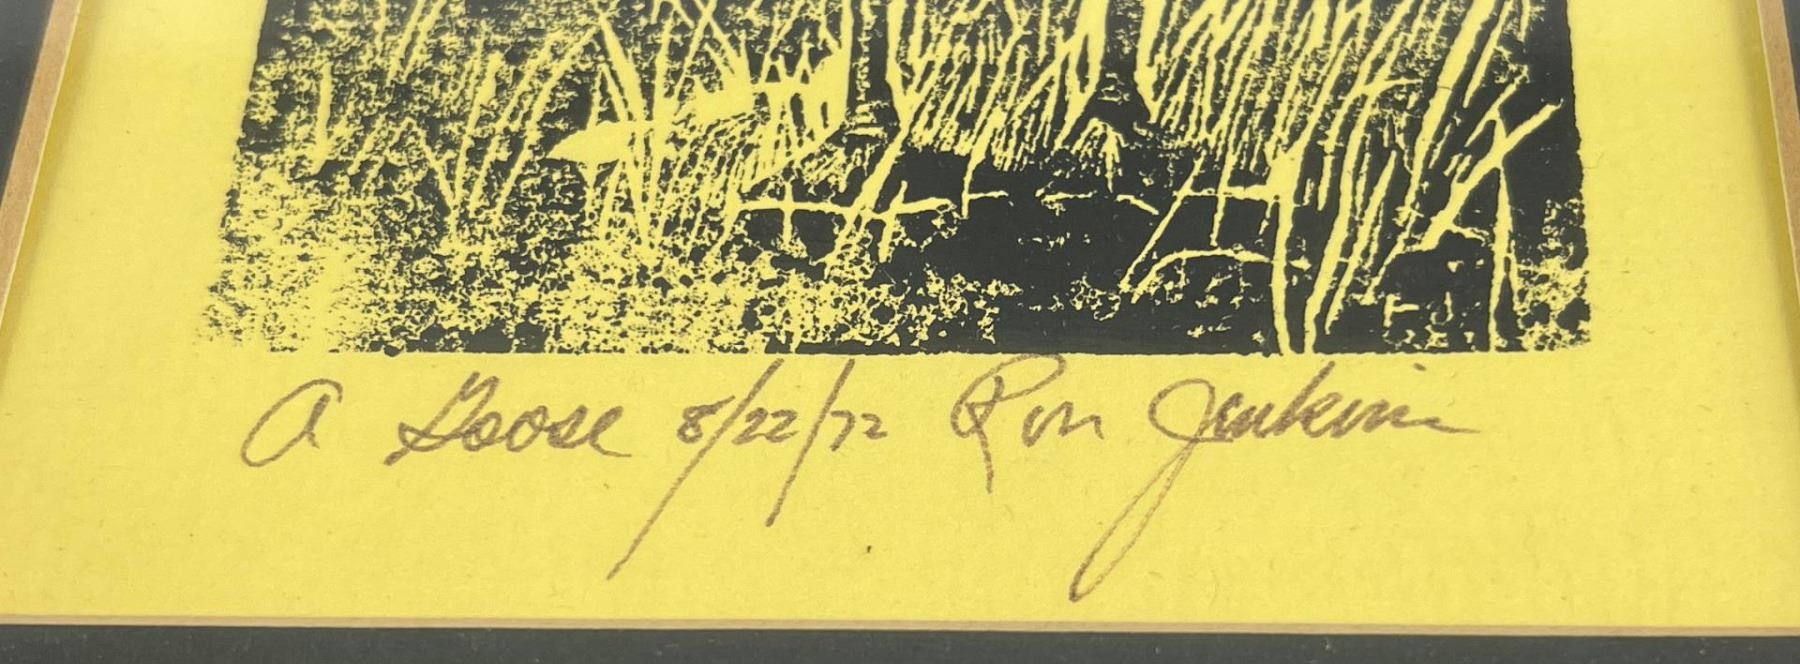 A Goose 8/22/72 Ron Jenkins